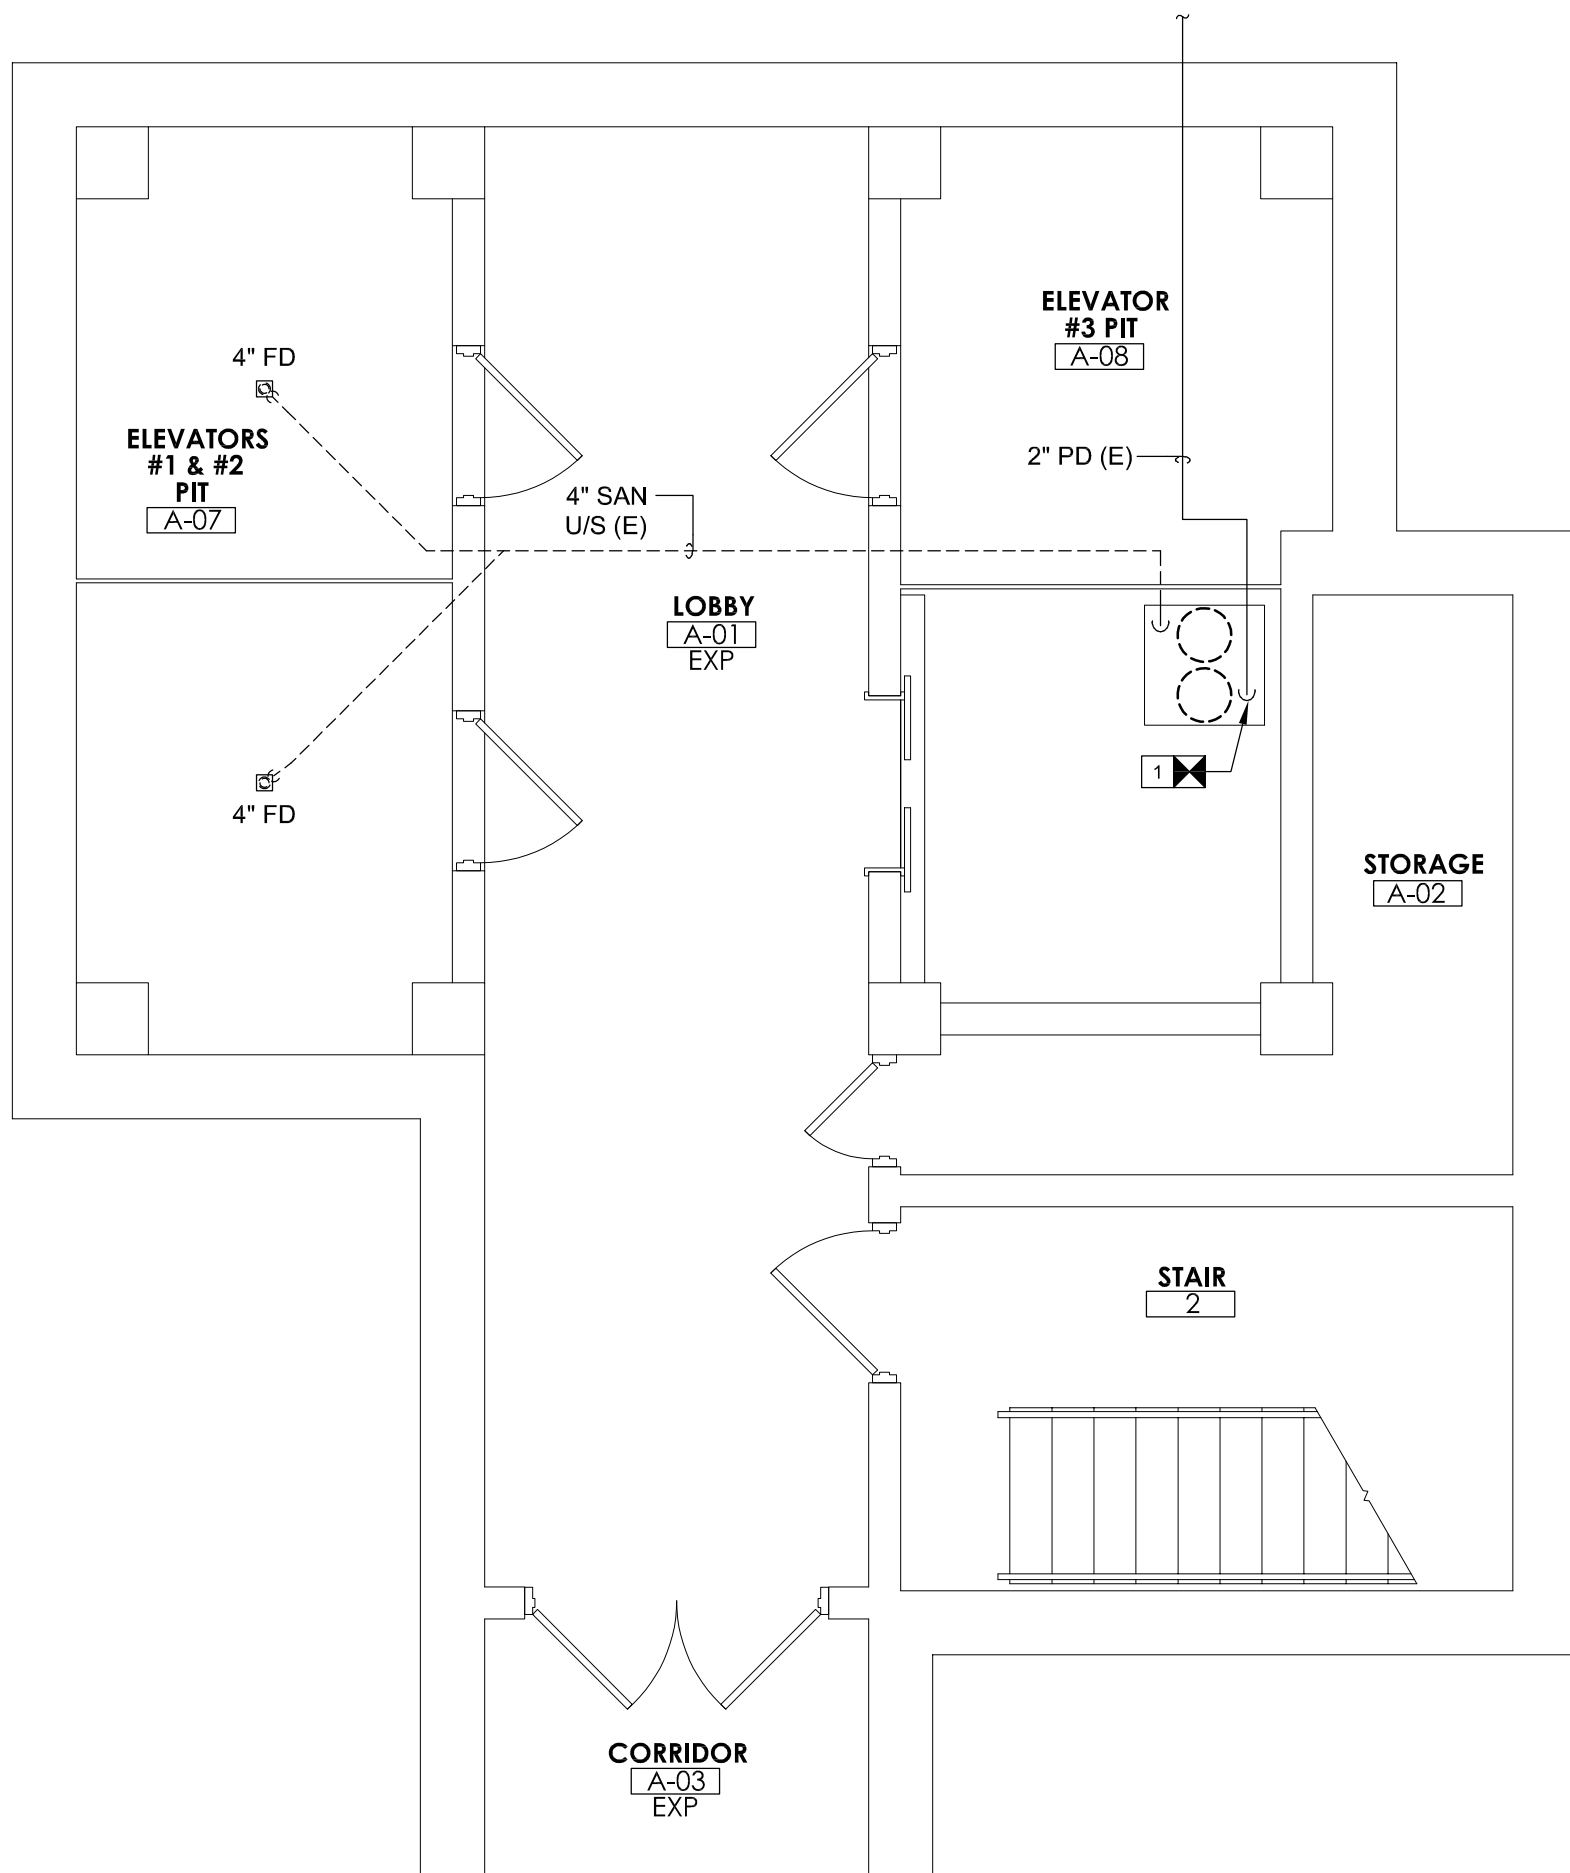 ELEVATOR
#3 PIT
A-08
4" FD
ELEVATORS
#1 & #2
PIT
A-07
2" PD (E)
4" SAN
U/S (E)
LOBBY
A-01
EXP
1
4" FD
STORAGE
A-02
STAIR
2
CORRIDOR
A-03
EXP